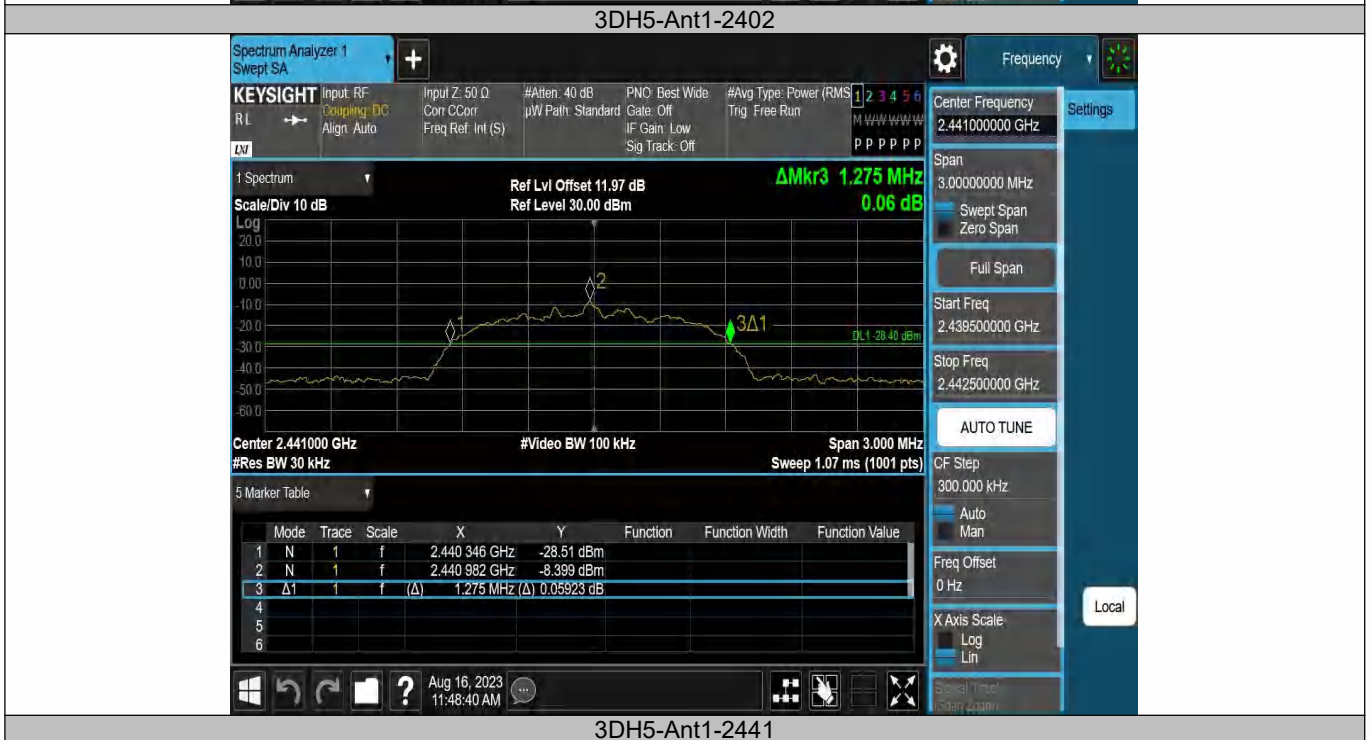 3DH5-Ant1-2402
Spectrum Analyzer 1
Swept SA
+
Frequency
KEYSIGHT
RL
LXI
Input: RF
Coupling: DC
Align: Auto
Input Z: 50 Ω
Corr CCorr
Freq Ref: Int (S)
#Atten: 40 dB
µW Path: Standard
PNO: Best Wide
Gate: Off
IF Gain: Low
Sig Track: Off
#Avg Type: Power (RMS
Trig: Free Run
1 2 3 4 5 6
M W W W W W
P P P P P P
Center Frequency
2.441000000 GHz
Settings
1 Spectrum
Scale/Div 10 dB
Ref Lvl Offset 11.97 dB
Ref Level 30.00 dBm
ΔMkr3 1.275 MHz
0.06 dB
Span
3.00000000 MHz
Swept Span
Zero Span
Full Span
Start Freq
2.439500000 GHz
Stop Freq
2.442500000 GHz
AUTO TUNE
CF Step
300.000 kHz
Auto
Man
Freq Offset
0 Hz
X Axis Scale
Log
Lin
Local
Log
20.0
10.0
0.00
-10.0
-20.0
-30.0
-40.0
-50.0
-60.0
1
2
3Δ1
DL1 -28.40 dBm
Center 2.441000 GHz
#Video BW 100 kHz
Span 3.000 MHz
#Res BW 30 kHz
Sweep 1.07 ms (1001 pts)
5 Marker Table
Mode Trace Scale X Y Function Function Width Function Value
1 N 1 f 2.440 346 GHz -28.51 dBm
2 N 1 f 2.440 982 GHz -8.399 dBm
3 Δ1 1 f (Δ) 1.275 MHz (Δ) 0.05923 dB
4
5
6
?
Aug 16, 2023
11:48:40 AM
3DH5-Ant1-2441